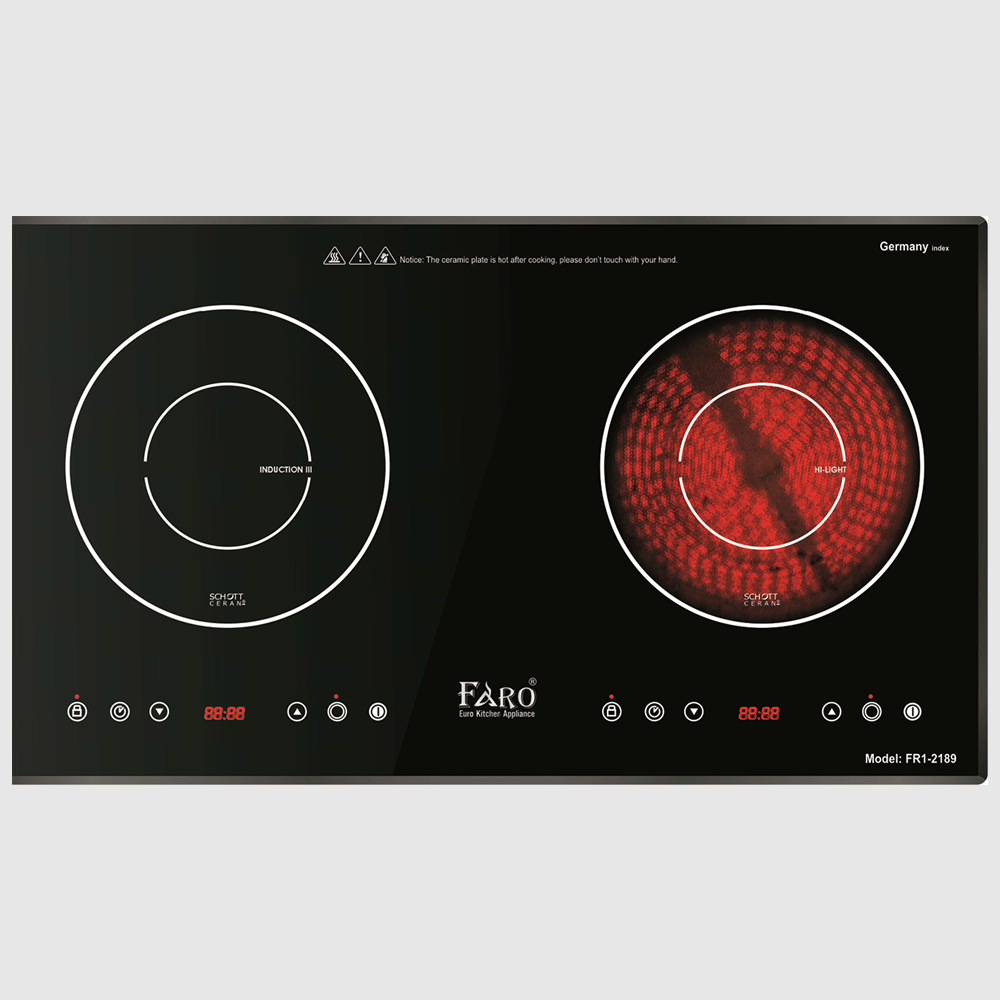 Germany index
Notice: The ceramic plate is hot after cooking, please don't touch with your hand.
INDUCTION III
HI-LIGHT
SCHOTT
CERAN®
SCHOTT
CERAN®
88:88
FARO®
Euro Kitchen Appliance
88:88
Model: FR1-2189